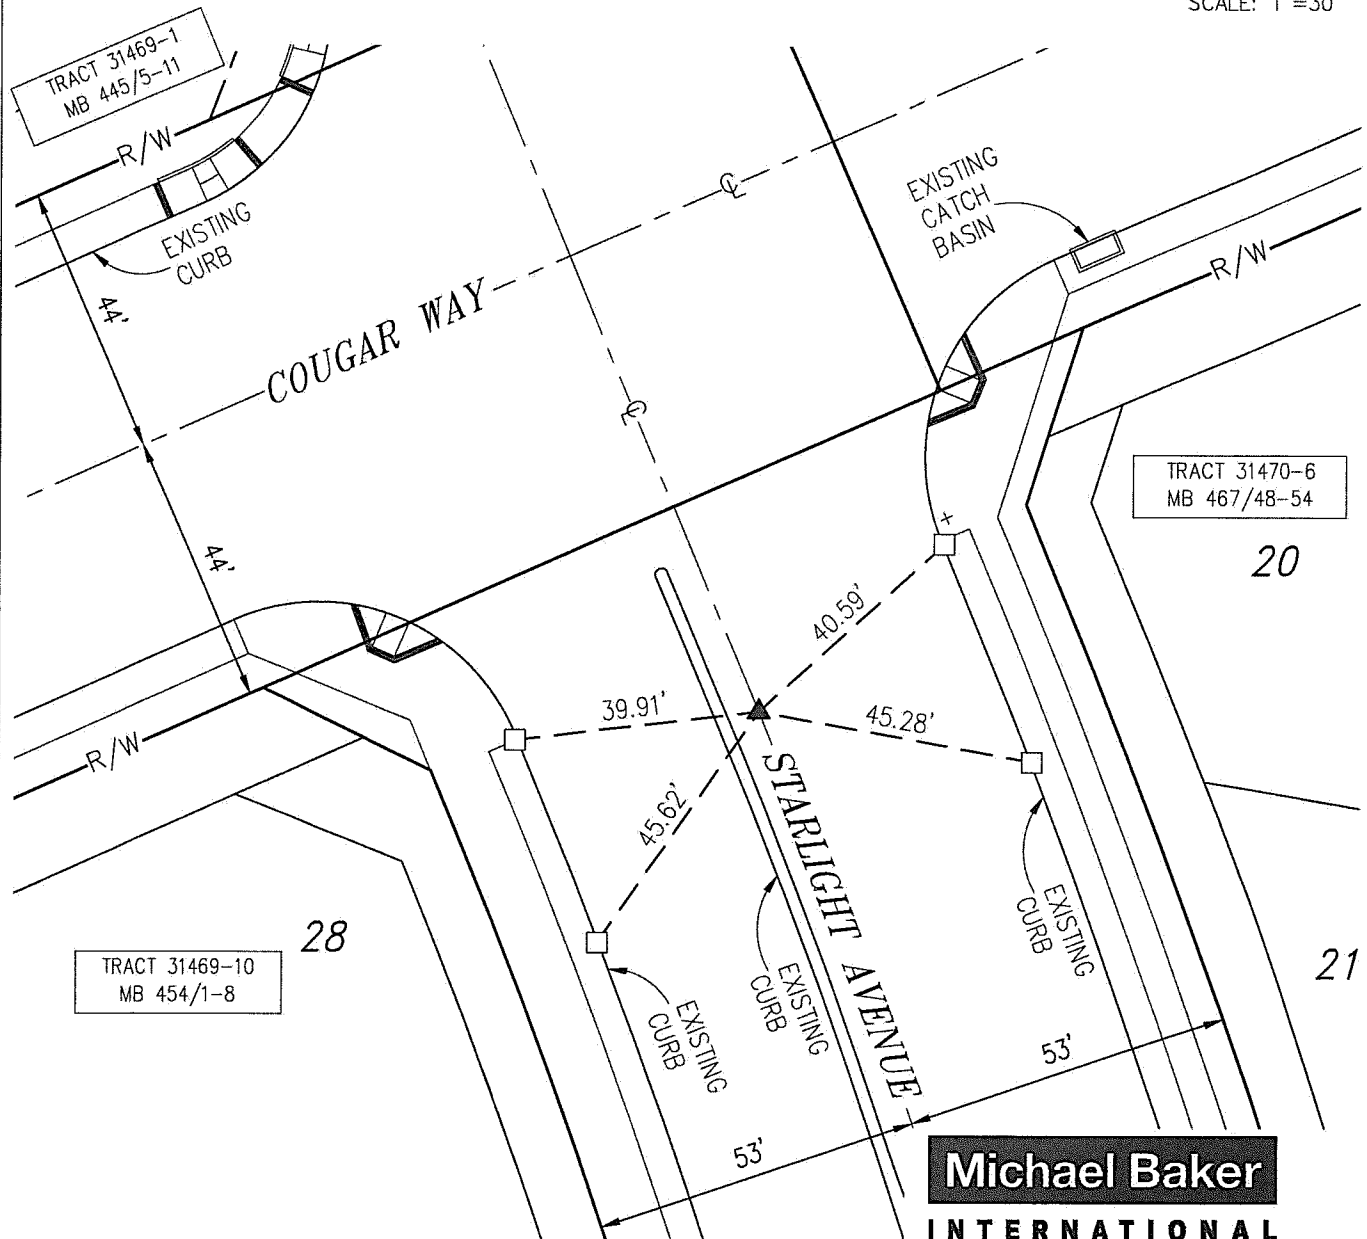 SCALE: 1"=30'
TRACT 31469-1
MB 445/5-11
R/W
EXISTING
CURB
44'
COUGAR WAY
℄
EXISTING
CATCH
BASIN
R/W
℄
TRACT 31470-6
MB 467/48-54
20
44'
40.59'
39.91'
45.28'
R/W
45.62'
STARLIGHT AVENUE
EXISTING
CURB
28
TRACT 31469-10
MB 454/1-8
EXISTING
CURB
EXISTING
CURB
21
53'
53'
Michael Baker
INTERNATIONAL